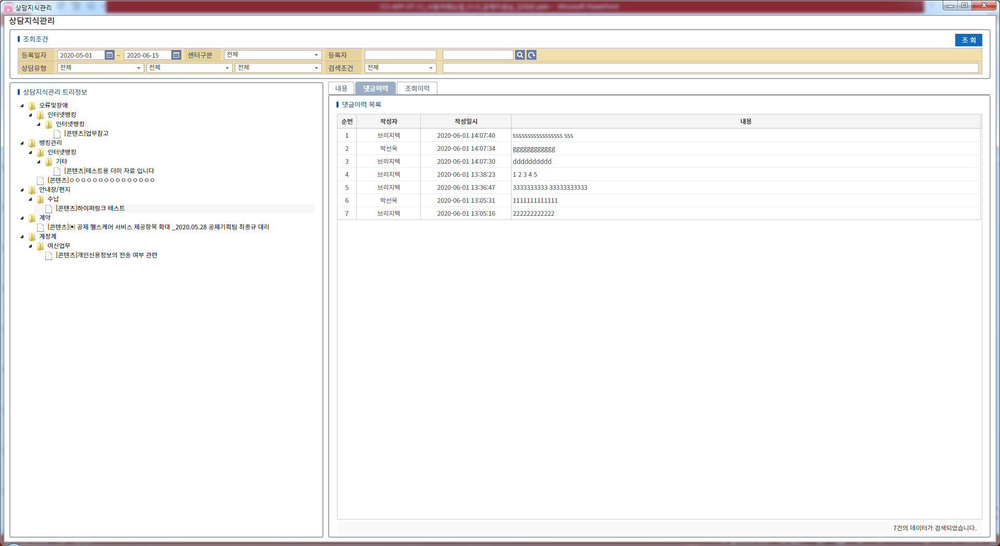 상담지식관리
상담지식관리
조회조건
조 회
등록일자 2020-05-01 ~ 2020-06-15 센터구분 전체 등록자
상담유형 전체 전체 전체 검색조건 전체
상담지식관리 트리정보
오류및장애
인터넷뱅킹
인터넷뱅킹
[콘텐츠]업무참고
뱅킹관리
인터넷뱅킹
기타
[콘텐츠]테스트용 더미 자료 입니다
[콘텐츠]ㅇㅇㅇㅇㅇㅇㅇㅇㅇㅇㅇㅇㅇㅇㅇ
안내장/편지
수납
[콘텐츠]하이퍼링크 테스트
계약
[콘텐츠]▣ 공제 헬스케어 서비스 제공항목 확대 _2020.05.28 공제기획팀 최종규 대리
계정계
여신업무
[콘텐츠]개인신용정보의 전송 여부 관련
내용 댓글이력 조회이력
댓글이력 목록
순번 작성자 작성일시 내용
1 브리지텍 2020-06-01 14:07:40 sssssssssssssssss sss
2 박선옥 2020-06-01 14:07:34 gggggggggggg
3 브리지텍 2020-06-01 14:07:30 dddddddddd
4 브리지텍 2020-06-01 13:38:23 1 2 3 4 5
5 브리지텍 2020-06-01 13:36:47 3333333333 33333333333
6 박선옥 2020-06-01 13:05:31 1111111111111
7 브리지텍 2020-06-01 13:05:16 222222222222
7건의 데이터가 검색되었습니다.